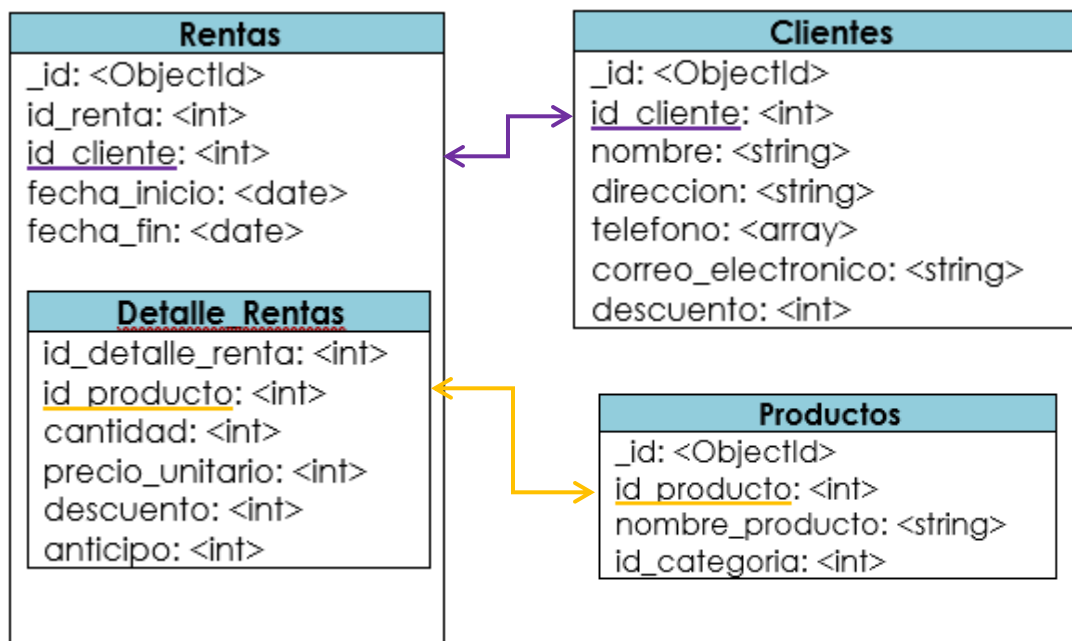 Rentas
_id: <ObjectId>
id_renta: <int>
id_cliente: <int>
fecha_inicio: <date>
fecha_fin: <date>
Detalle_Rentas
id_detalle_renta: <int>
id_producto: <int>
cantidad: <int>
precio_unitario: <int>
descuento: <int>
anticipo: <int>
Clientes
_id: <ObjectId>
id_cliente: <int>
nombre: <string>
direccion: <string>
telefono: <array>
correo_electronico: <string>
descuento: <int>
Productos
_id: <ObjectId>
id_producto: <int>
nombre_producto: <string>
id_categoria: <int>